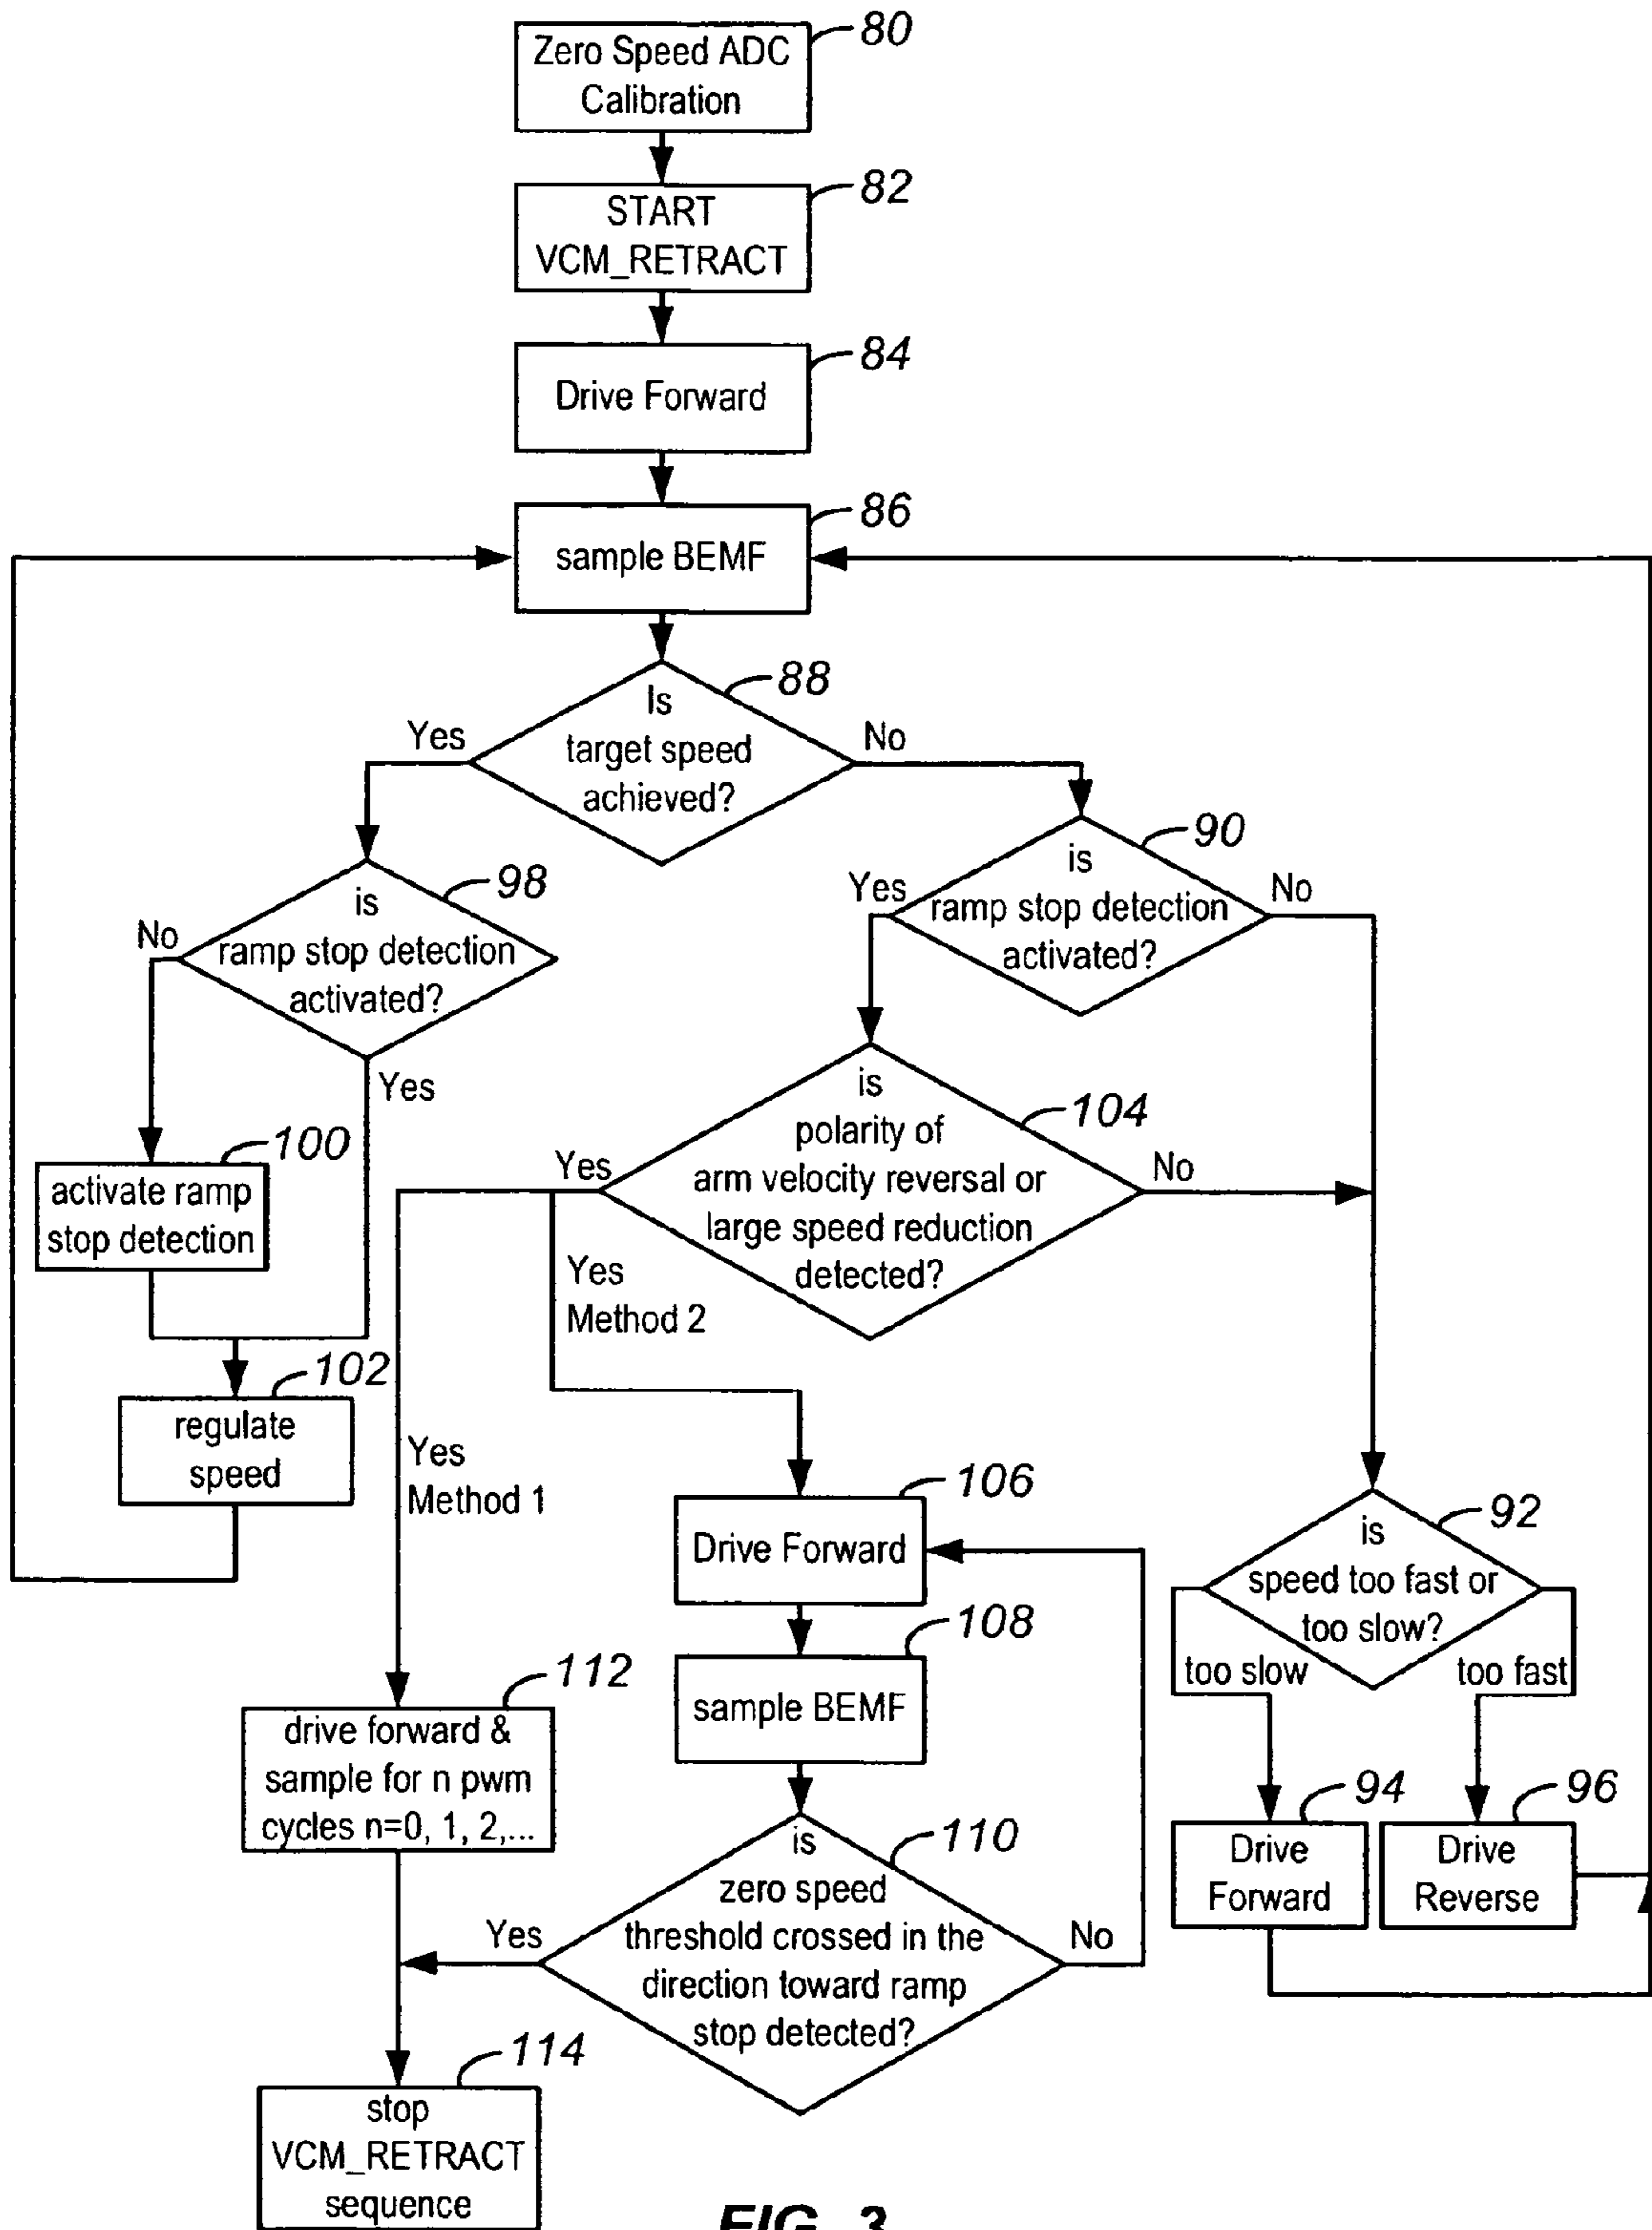 80
Zero Speed ADC
Calibration
82
START
VCM_RETRACT
84
Drive Forward
86
sample BEMF
88
Is
target speed
achieved?
Yes
No
90
is
ramp stop detection
activated?
Yes
No
98
is
ramp stop detection
activated?
No
Yes
100
activate ramp
stop detection
102
regulate
speed
104
is
polarity of
arm velocity reversal or
large speed reduction
detected?
Yes
No
Yes
Method 2
Yes
Method 1
106
Drive Forward
108
sample BEMF
92
is
speed too fast or
too slow?
too slow
too fast
94
Drive
Forward
96
Drive
Reverse
112
drive forward &
sample for n pwm
cycles n=0, 1, 2,...
110
is
zero speed
threshold crossed in the
direction toward ramp
stop detected?
Yes
No
114
stop
VCM_RETRACT
sequence
FIG. 3